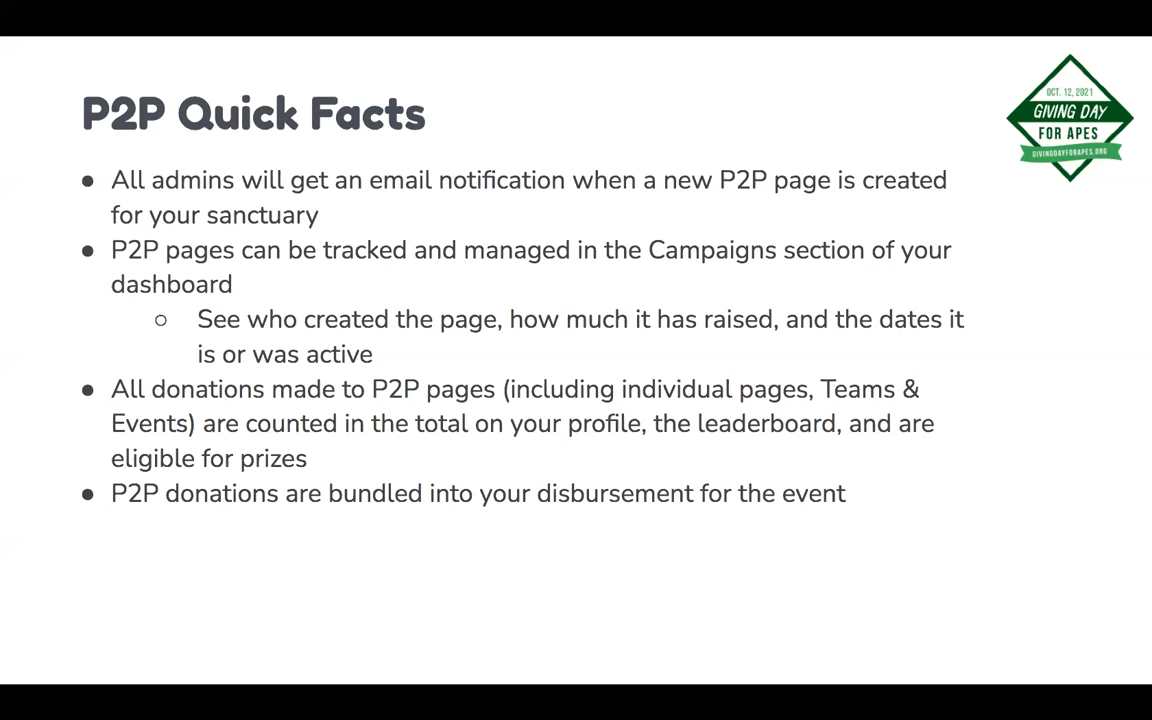 P2P Quick Facts
OCT. 12, 2021
GIVING DAY
FOR APES
GIVINGDAYFORAPES.ORG
● All admins will get an email notification when a new P2P page is created
for your sanctuary
● P2P pages can be tracked and managed in the Campaigns section of your
dashboard
○ See who created the page, how much it has raised, and the dates it
is or was active
● All donations made to P2P pages (including individual pages, Teams &
Events) are counted in the total on your profile, the leaderboard, and are
eligible for prizes
● P2P donations are bundled into your disbursement for the event